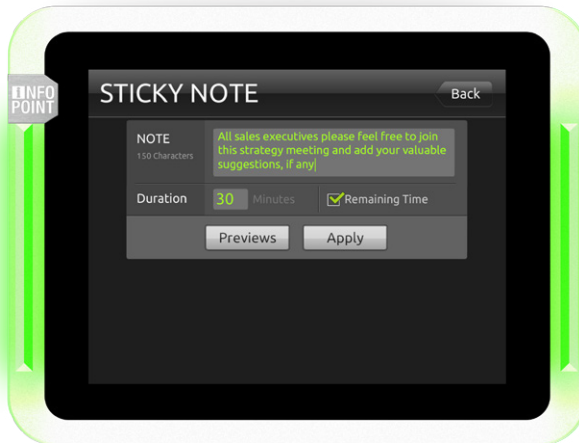 INFO
POINT
STICKY NOTE
Back
NOTE
150 Characters
All sales executives please feel free to join
this strategy meeting and add your valuable
suggestions, if any
Duration
30 Minutes
Remaining Time
Previews
Apply